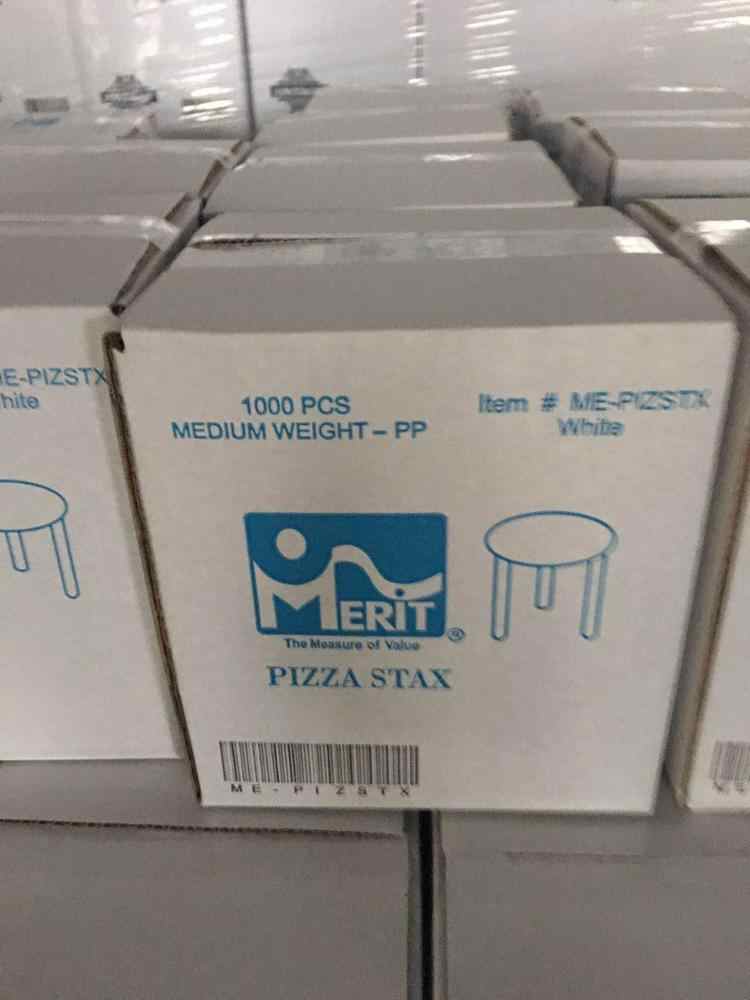 E-PIZSTX
hite
1000 PCS
MEDIUM WEIGHT – PP
Item # ME-PIZSTX
White
MERIT®
The Measure of Value
PIZZA STAX
ME-PIZSTX